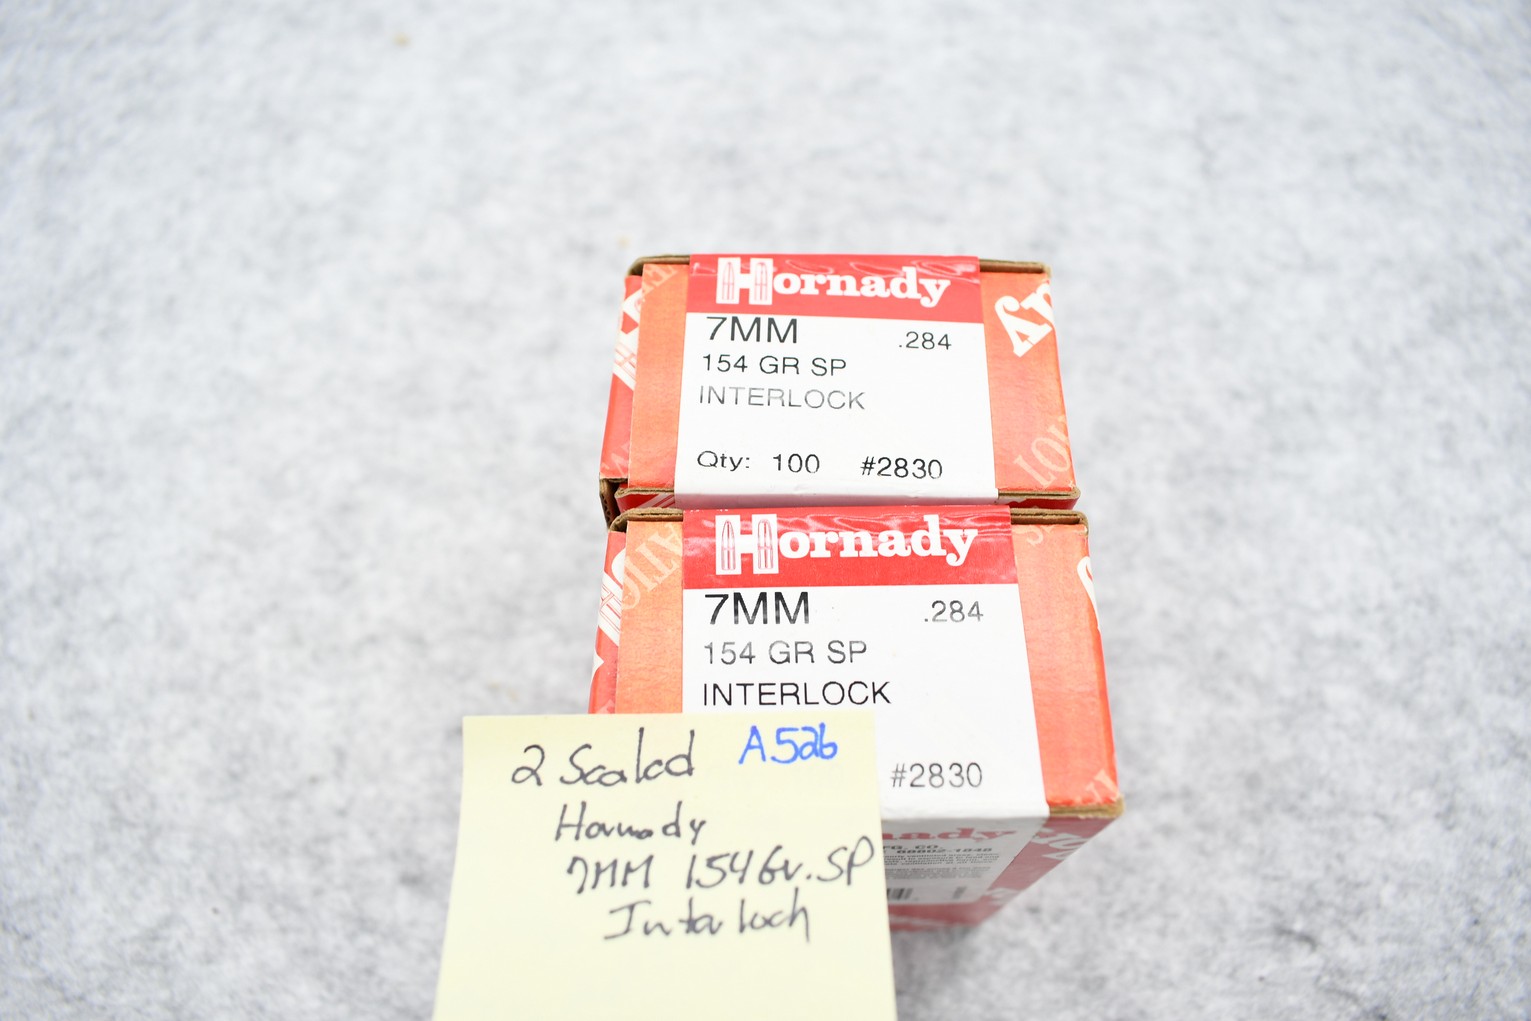 Hornady
7MM .284
154 GR SP
INTERLOCK
Qty: 100 #2830
Hornady
7MM .284
154 GR SP
INTERLOCK
#2830
2 Sealed A526
Hornady
7MM 154Gr. SP
Interlock